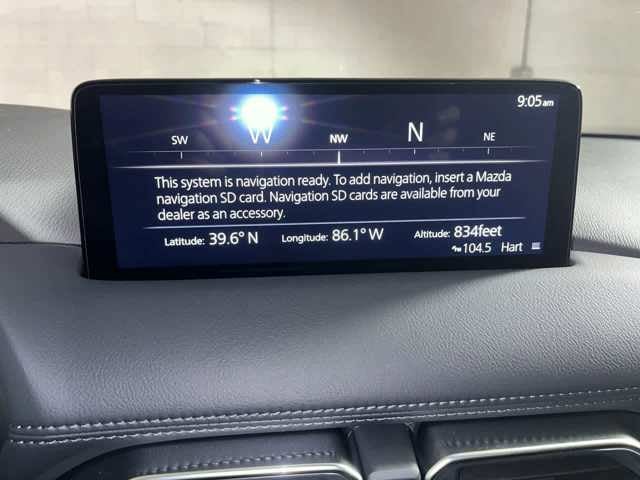 9:05am
SW W NW N NE
This system is navigation ready. To add navigation, insert a Mazda
navigation SD card. Navigation SD cards are available from your
dealer as an accessory.
Latitude: 39.6° N Longitude: 86.1° W Altitude: 834feet
104.5 Hart